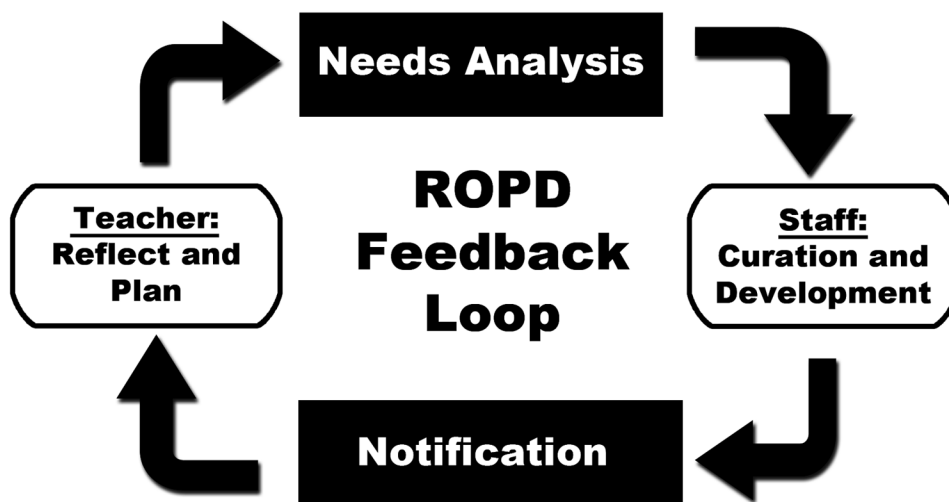 Needs Analysis
Teacher:
Reflect and
Plan
ROPD
Feedback
Loop
Staff:
Curation and
Development
Notification